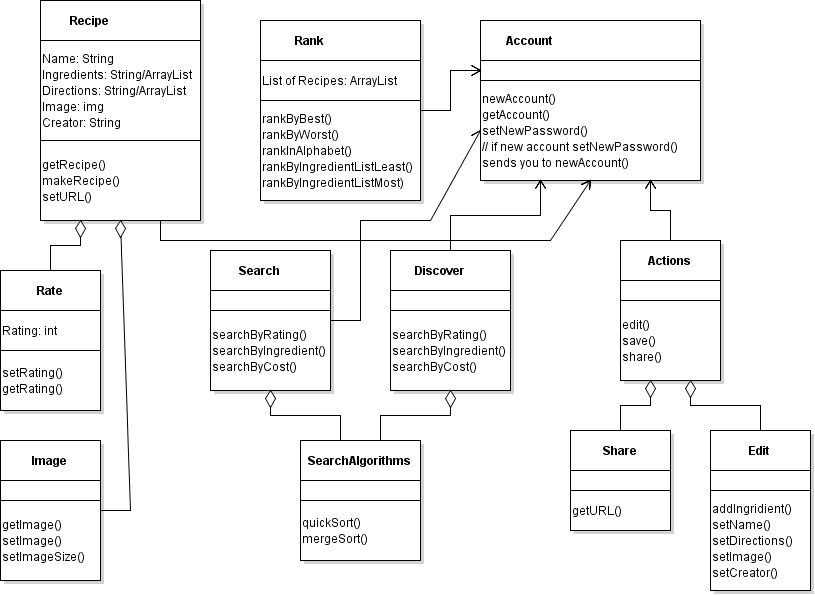 Recipe
Name: String
Ingredients: String/ArrayList
Directions: String/ArrayList
Image: img
Creator: String
getRecipe()
makeRecipe()
setURL()
Rank
List of Recipes: ArrayList
rankByBest()
rankByWorst()
rankInAlphabet()
rankByIngredientListLeast()
rankByIngredientListMost)
Account
newAccount()
getAccount()
setNewPassword()
// if new account setNewPassword()
sends you to newAccount()
Rate
Rating: int
setRating()
getRating()
Search
searchByRating()
searchByIngredient()
searchByCost()
Discover
searchByRating()
searchByIngredient()
searchByCost()
Actions
edit()
save()
share()
Image
getImage()
setImage()
setImageSize()
SearchAlgorithms
quickSort()
mergeSort()
Share
getURL()
Edit
addIngridient()
setName()
setDirections()
setImage()
setCreator()